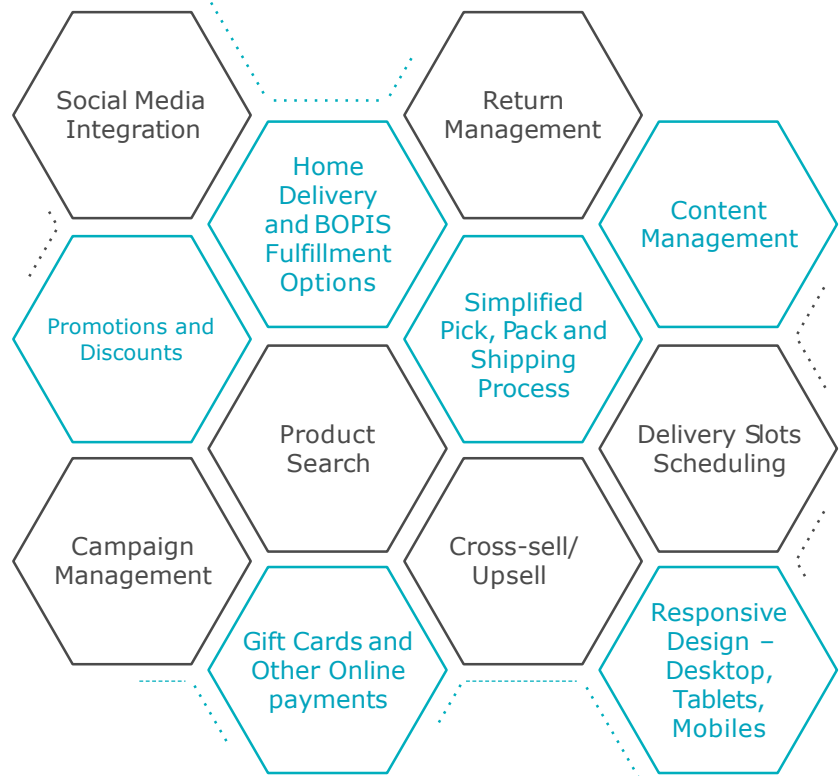 Social Media
Integration
Return
Management
Home
Delivery
and BOPIS
Fulfillment
Options
Content
Management
Promotions and
Discounts
Simplified
Pick, Pack and
Shipping
Process
Product
Search
Delivery Slots
Scheduling
Campaign
Management
Cross-sell/
Upsell
Gift Cards and
Other Online
payments
Responsive
Design –
Desktop,
Tablets,
Mobiles